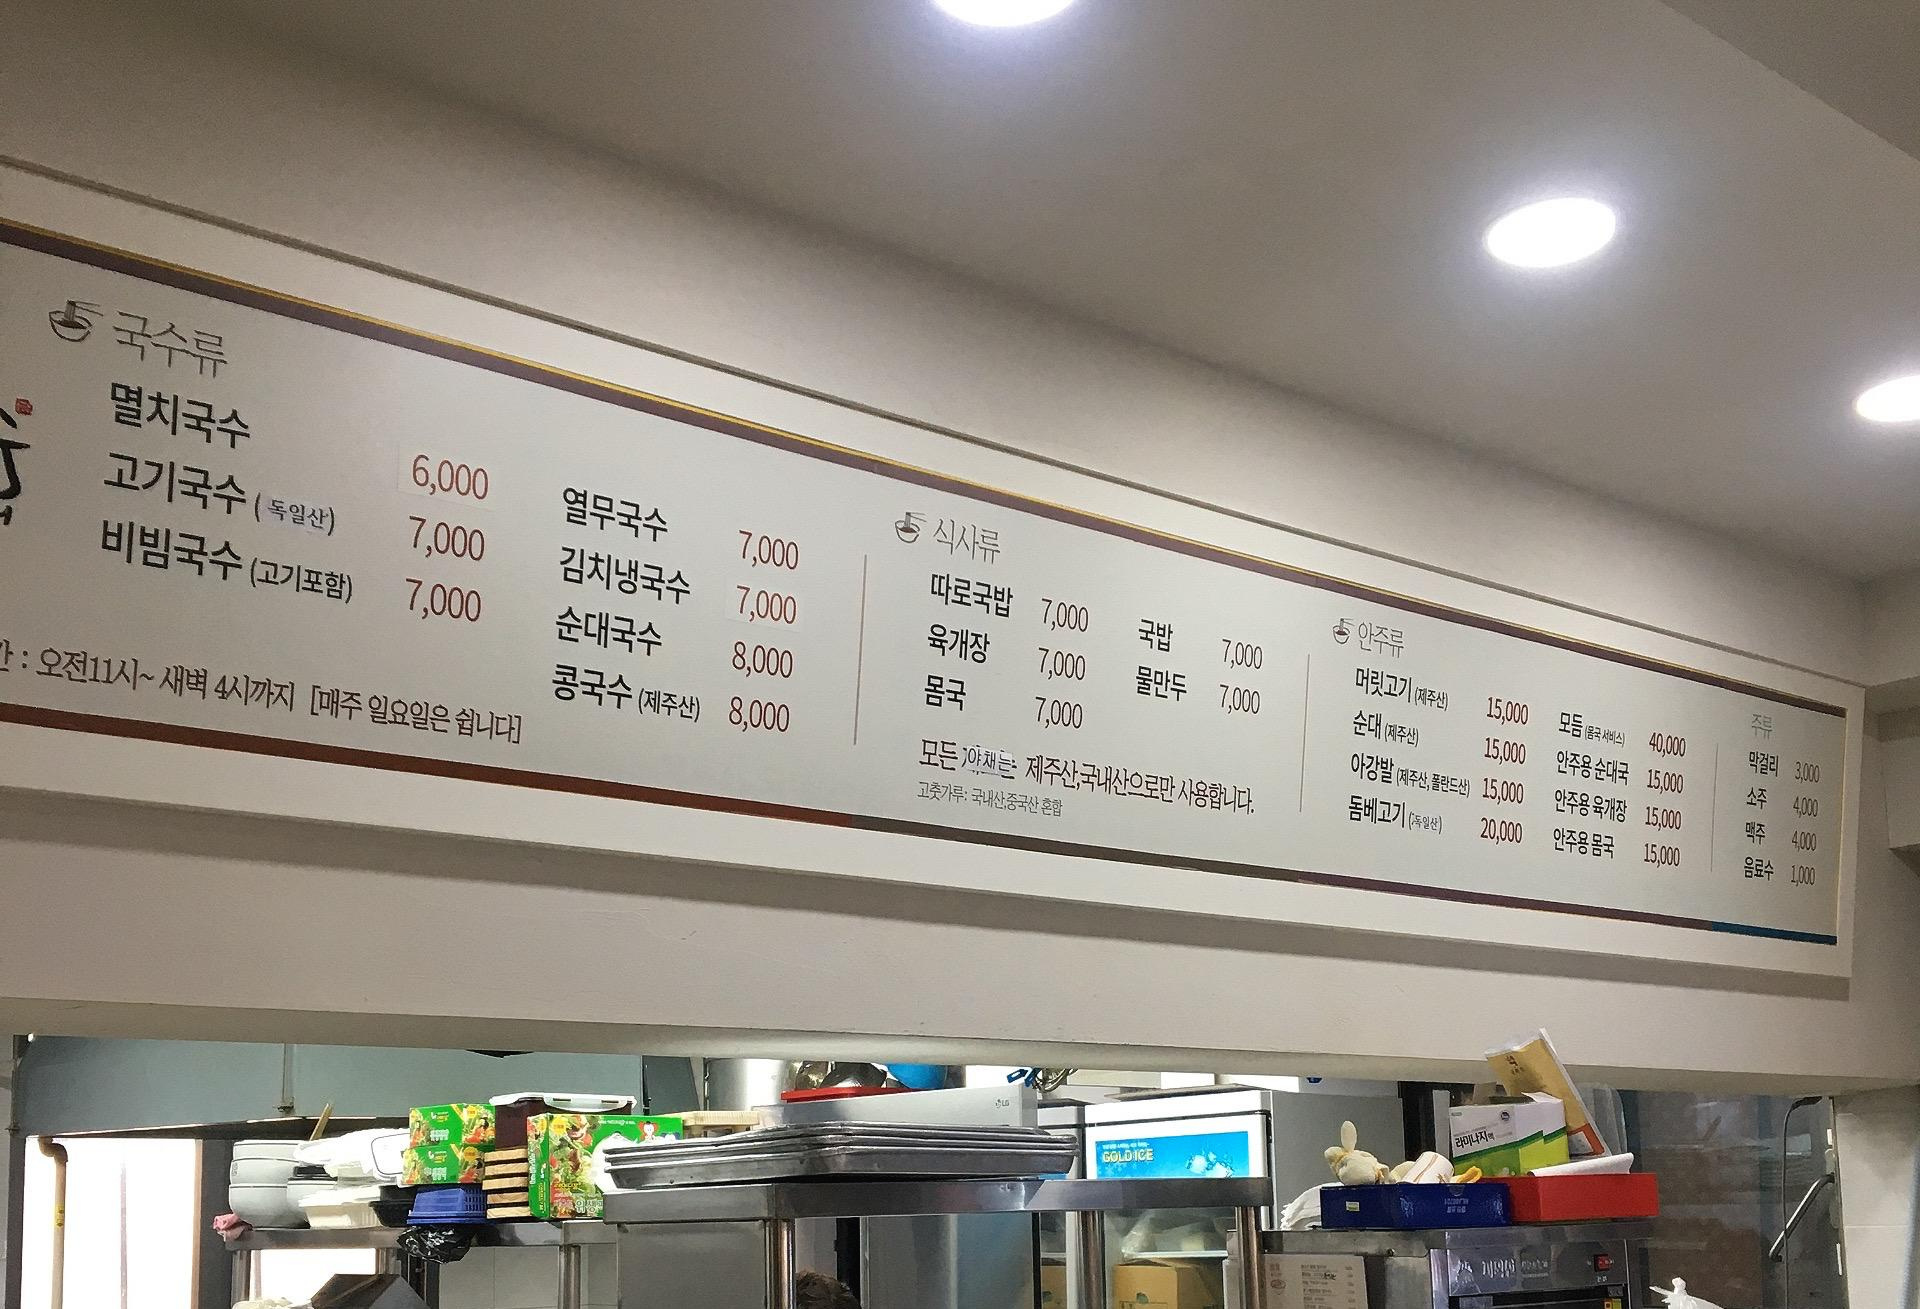 국수류
멸치국수 6,000
고기국수 (독일산) 7,000
비빔국수 (고기포함) 7,000
열무국수 7,000
김치냉국수 7,000
순대국수 8,000
콩국수 (제주산) 8,000
: 오전11시~ 새벽 4시까지 [매주 일요일은 쉽니다]
식사류
따로국밥 7,000
육개장 7,000
몸국 7,000
국밥 7,000
물만두 7,000
모든 야채는 제주산,국내산으로만 사용합니다.
고춧가루: 국내산,중국산 혼합
안주류
머릿고기 (제주산) 15,000
순대 (제주산) 15,000
아강발 (제주산, 폴란드산) 15,000
돔베고기 (독일산) 20,000
모듬 (몸국 서비스) 40,000
안주용 순대국 15,000
안주용 육개장 15,000
안주용 몸국 15,000
주류
막걸리 3,000
소주 4,000
맥주 4,000
음료수 1,000
LG
GOLD ICE
라미나지액
위생